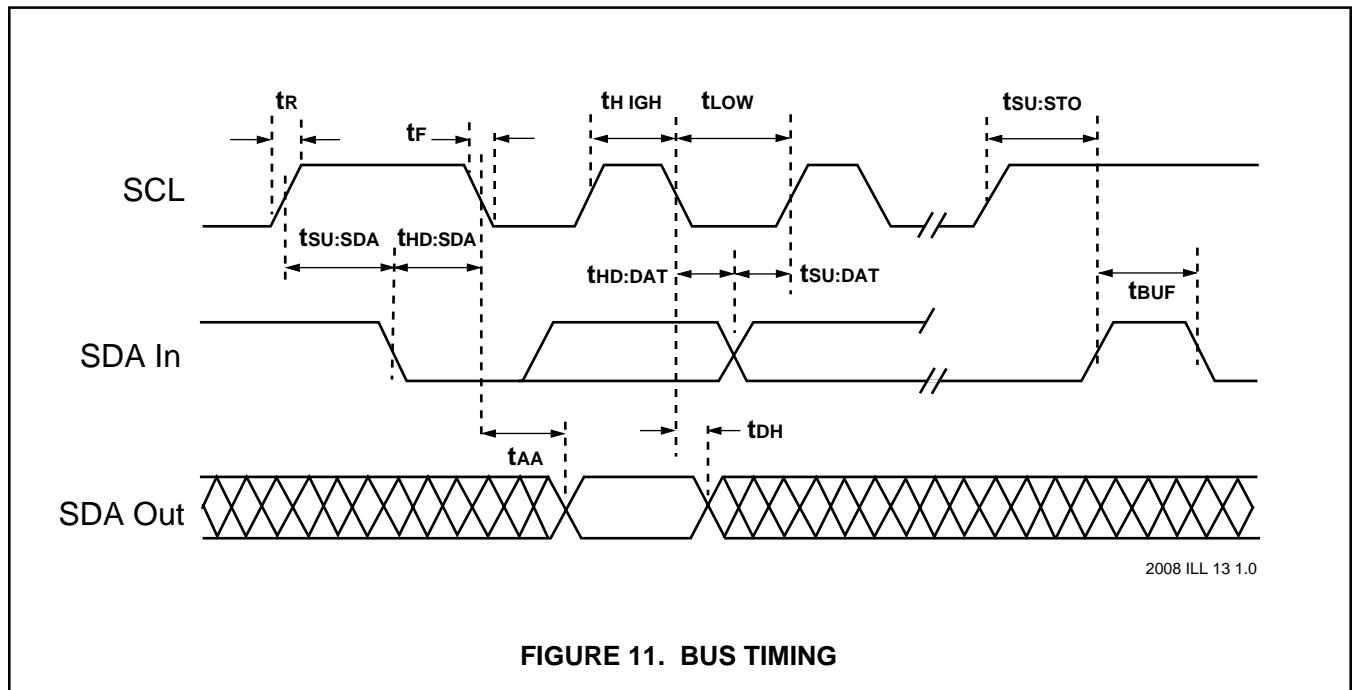 tR
tF
tH IGH
tLOW
tSU:STO
SCL
tSU:SDA
tHD:SDA
tHD:DAT
tSU:DAT
tBUF
SDA In
tDH
tAA
SDA Out
2008 ILL 13 1.0
FIGURE 11. BUS TIMING